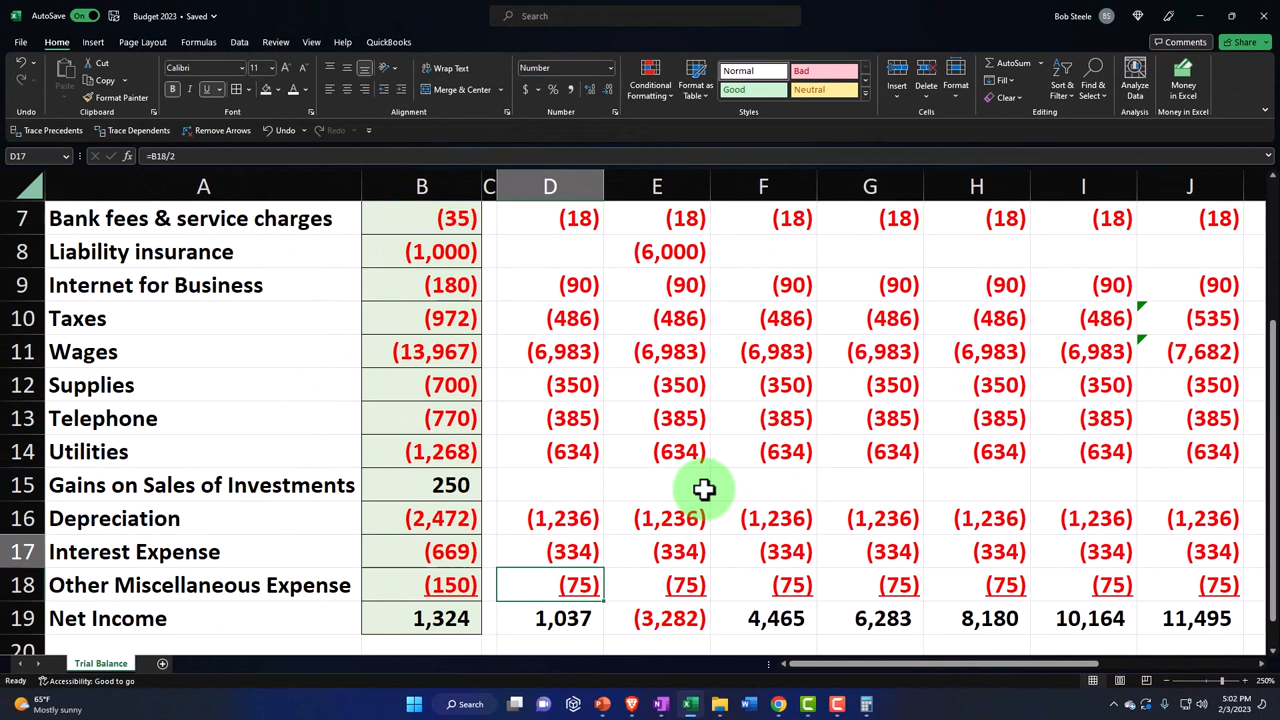 AutoSave On Budget 2023 • Saved Search Bob Steele BS
File Home Insert Page Layout Formulas Data Review View Help QuickBooks Comments Share
Paste Cut Copy Format Painter Calibri 11 B I U Wrap Text Merge & Center Number $ % Conditional Formatting Format as Table Normal Bad Good Neutral Insert Delete Format AutoSum Fill Clear Sort & Filter Find & Select Analyze Data Money in Excel
Undo Clipboard Font Alignment Number Styles Cells Editing Analysis Money in Excel
Trace Precedents Trace Dependents Remove Arrows Undo Redo
D17 fx =B18/2
A B C D E F G H I J
7 Bank fees & service charges (35) (18) (18) (18) (18) (18) (18) (18)
8 Liability insurance (1,000) (6,000)
9 Internet for Business (180) (90) (90) (90) (90) (90) (90) (90)
10 Taxes (972) (486) (486) (486) (486) (486) (486) (535)
11 Wages (13,967) (6,983) (6,983) (6,983) (6,983) (6,983) (6,983) (7,682)
12 Supplies (700) (350) (350) (350) (350) (350) (350) (350)
13 Telephone (770) (385) (385) (385) (385) (385) (385) (385)
14 Utilities (1,268) (634) (634) (634) (634) (634) (634) (634)
15 Gains on Sales of Investments 250
16 Depreciation (2,472) (1,236) (1,236) (1,236) (1,236) (1,236) (1,236) (1,236)
17 Interest Expense (669) (334) (334) (334) (334) (334) (334) (334)
18 Other Miscellaneous Expense (150) (75) (75) (75) (75) (75) (75) (75)
19 Net Income 1,324 1,037 (3,282) 4,465 6,283 8,180 10,164 11,495
20
Trial Balance
Ready Accessibility: Good to go 250%
65°F
Mostly sunny
Search
5:02 PM
2/3/2023